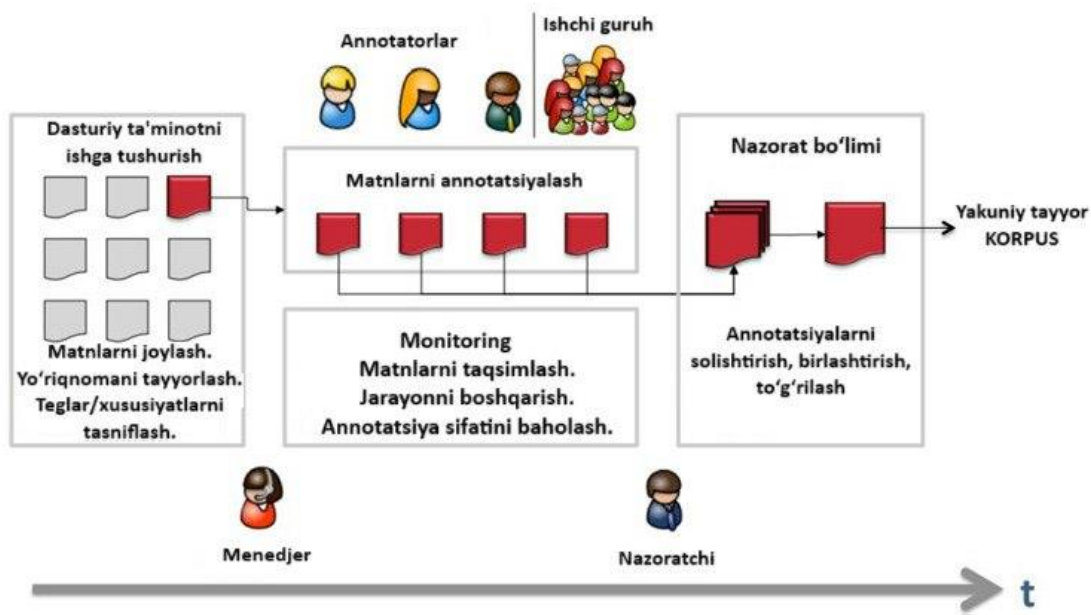 Annotatorlar
Ishchi guruh
Dasturiy ta'minotni
ishga tushurish
Matnlarni joylash.
Yo‘riqnomani tayyorlash.
Teglar/xususiyatlarni
tasniflash.
Matnlarni annotatsiyalash
Monitoring
Matnlarni taqsimlash.
Jarayonni boshqarish.
Annotatsiya sifatini baholash.
Nazorat bo‘limi
Annotatsiyalarni
solishtirish, birlashtirish,
to‘g‘rilash
Yakuniy tayyor
KORPUS
Menedjer
Nazoratchi
t